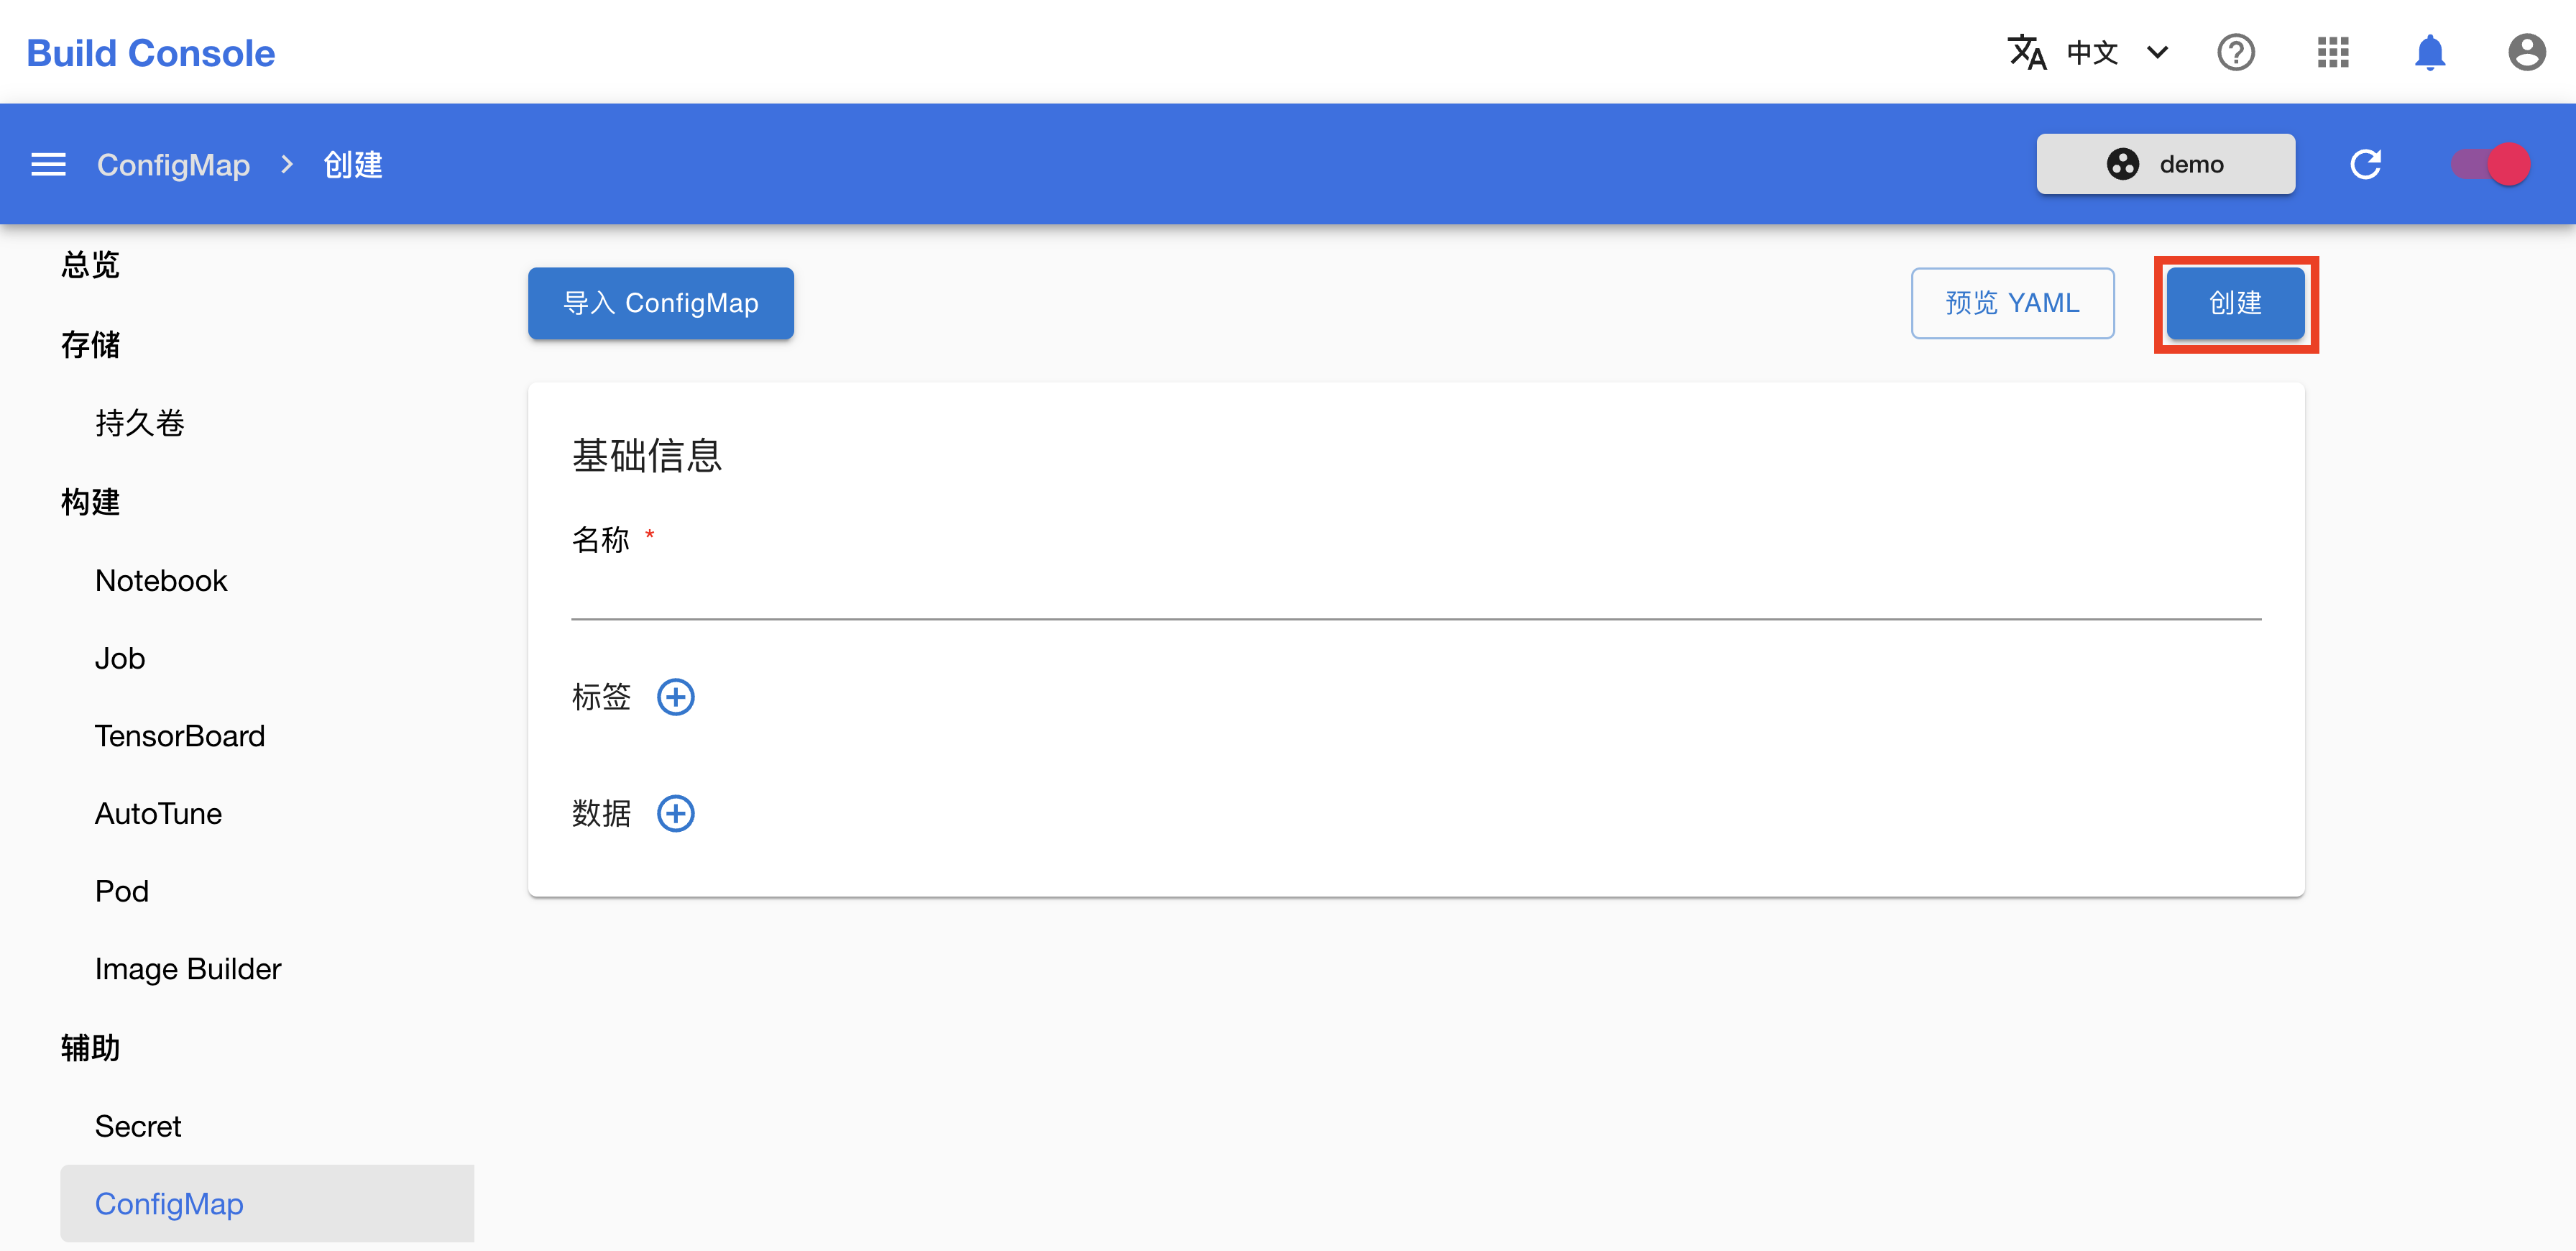 Build Console
中文
ConfigMap > 创建
demo
总览
存储
持久卷
构建
Notebook
Job
TensorBoard
AutoTune
Pod
Image Builder
辅助
Secret
ConfigMap
导入 ConfigMap
预览 YAML
创建
基础信息
名称 *
标签
数据